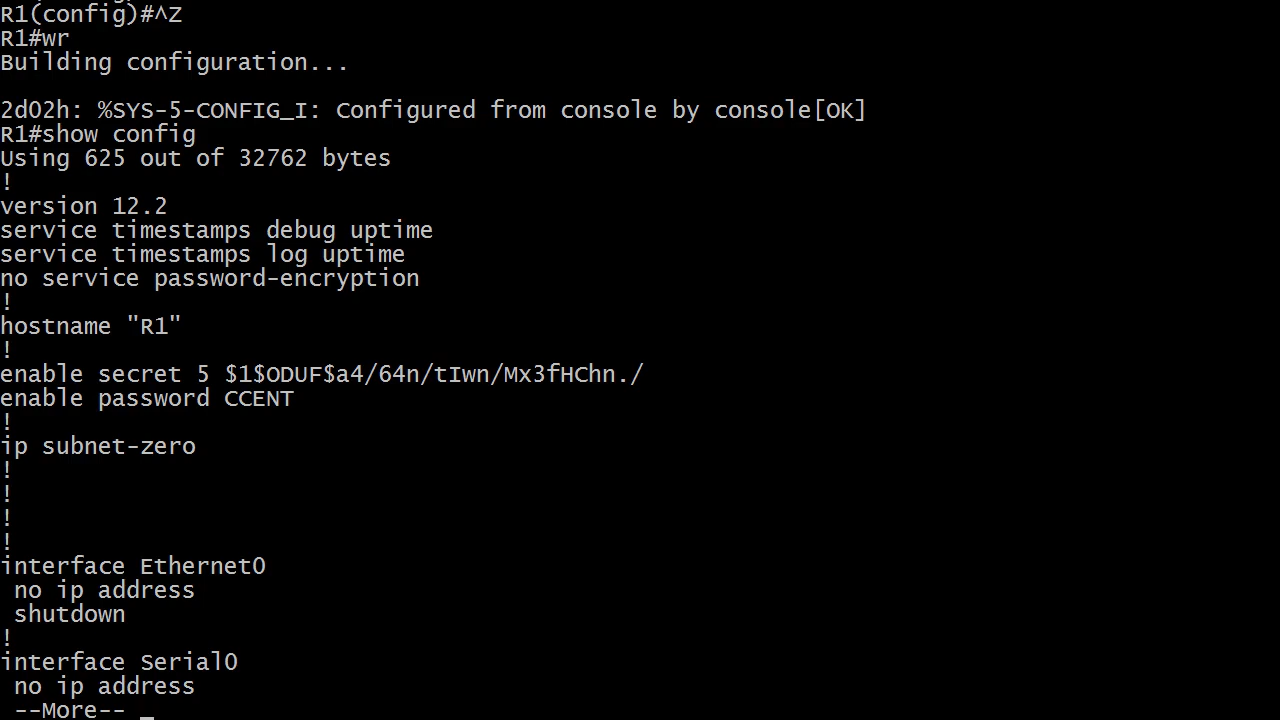 R1(config)#^Z
R1#wr
Building configuration...
2d02h: %SYS-5-CONFIG_I: Configured from console by console[OK]
R1#show config
Using 625 out of 32762 bytes
!
version 12.2
service timestamps debug uptime
service timestamps log uptime
no service password-encryption
!
hostname "R1"
!
enable secret 5 $1$ODUF$a4/64n/tIwn/Mx3fHChn./
enable password CCENT
!
ip subnet-zero
!
!
!
!
interface Ethernet0
 no ip address
 shutdown
!
interface Serial0
 no ip address
 --More--